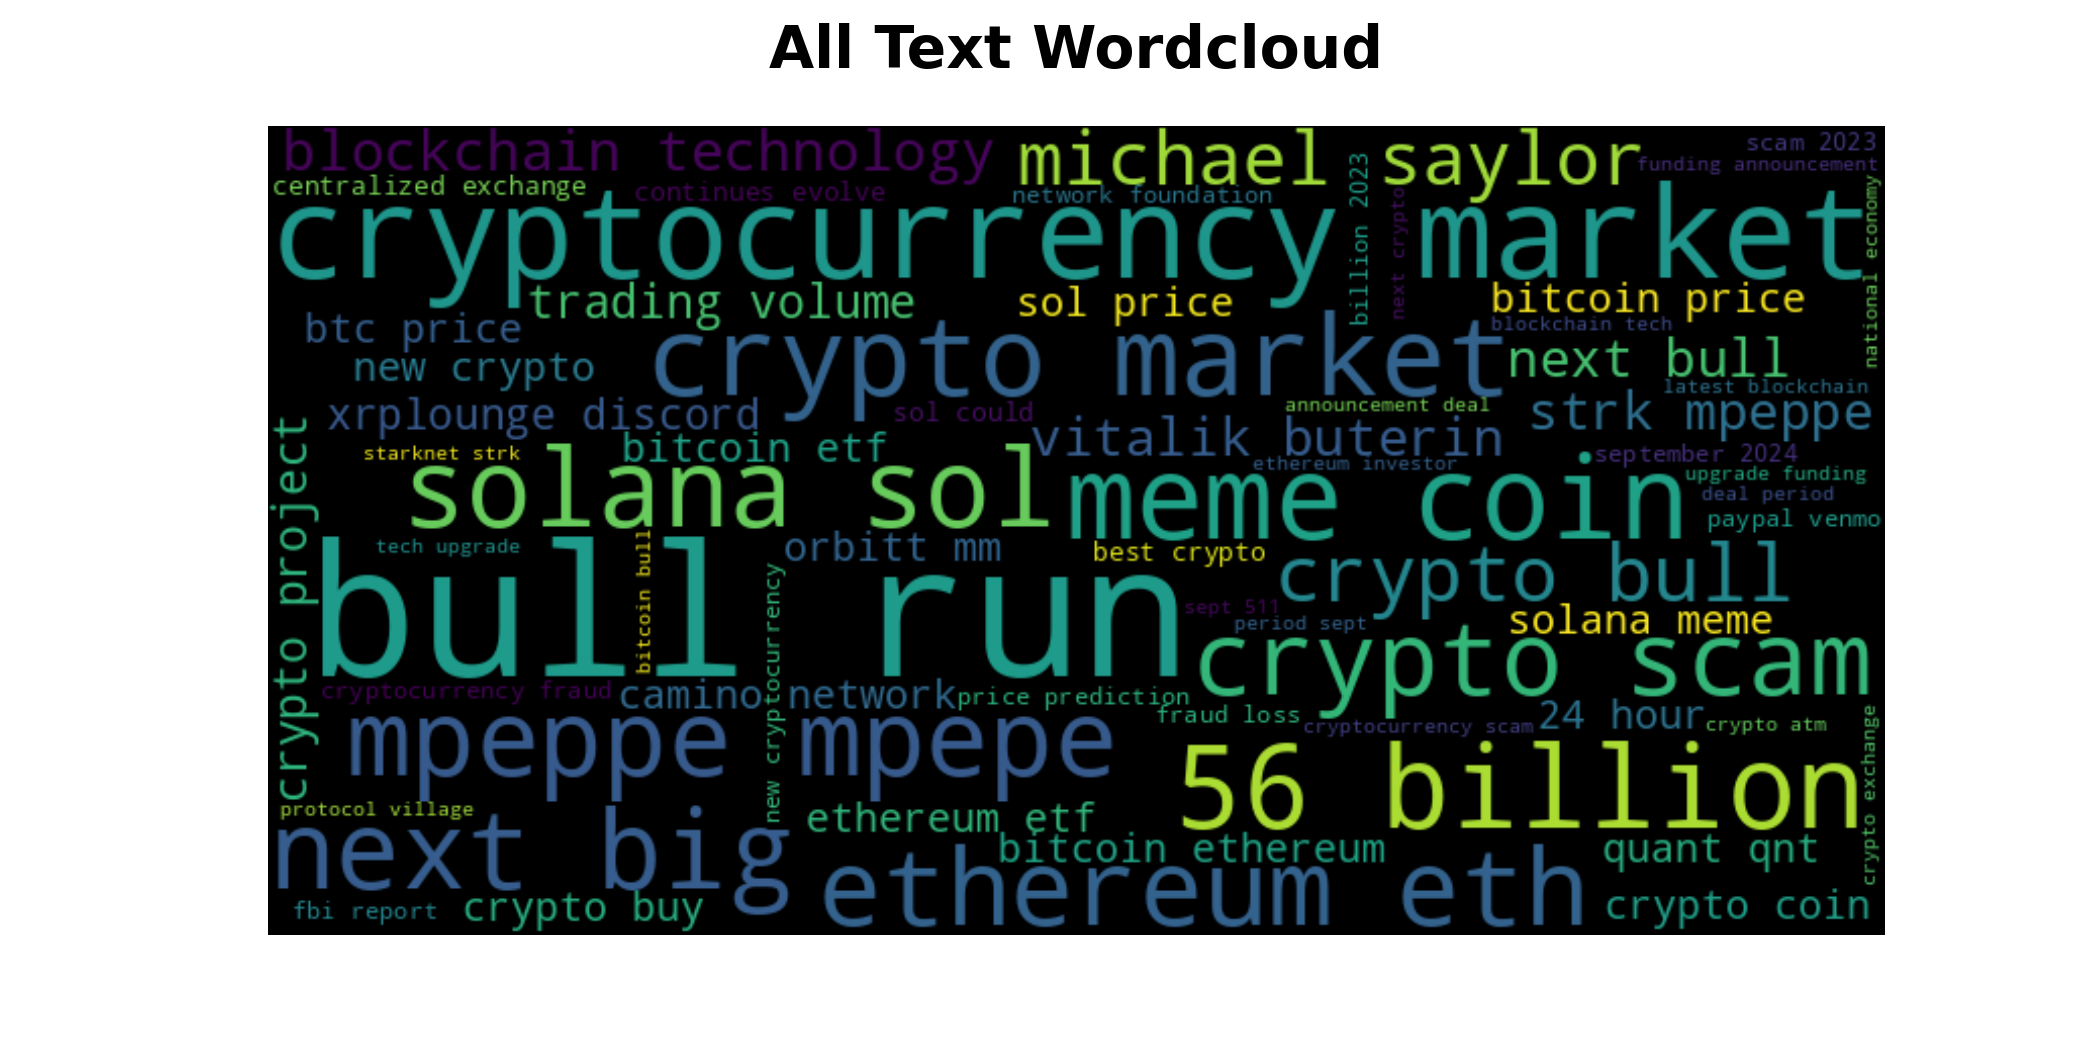 All Text Wordcloud
blockchain technology
michael saylor
scam 2023
funding announcement
centralized exchange
continues evolve
network foundation
billion 2023
next crypto
national economy
cryptocurrency market
trading volume
sol price
bitcoin price
btc price
blockchain tech
crypto market
next bull
new crypto
latest blockchain
xrplounge discord
sol could
announcement deal
strk mpeppe
vitalik buterin
crypto project
starknet strk
bitcoin etf
september 2024
ethereum investor
solana sol
meme coin
upgrade funding
deal period
paypal venmo
tech upgrade
bitcoin bull
orbitt mm
best crypto
crypto bull
bull run
new cryptocurrency
sept 511
period sept
solana meme
crypto scam
cryptocurrency fraud
camino network
price prediction
fraud loss
cryptocurrency scam
24 hour
crypto atm
crypto exchange
mpeppe mpepe
56 billion
protocol village
next big
ethereum etf
bitcoin ethereum
quant qnt
ethereum eth
fbi report
crypto buy
crypto coin